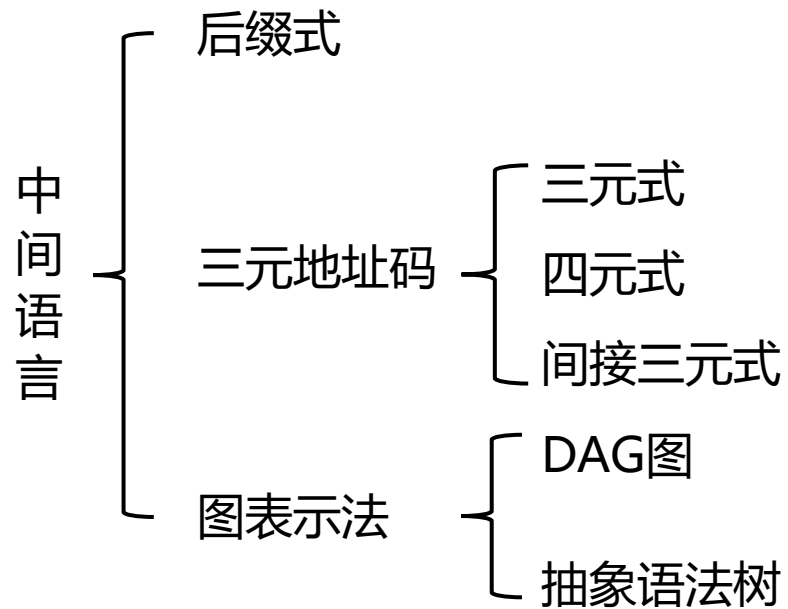 中间语言
后缀式
三元地址码
三元式
四元式
间接三元式
图表示法
DAG图
抽象语法树